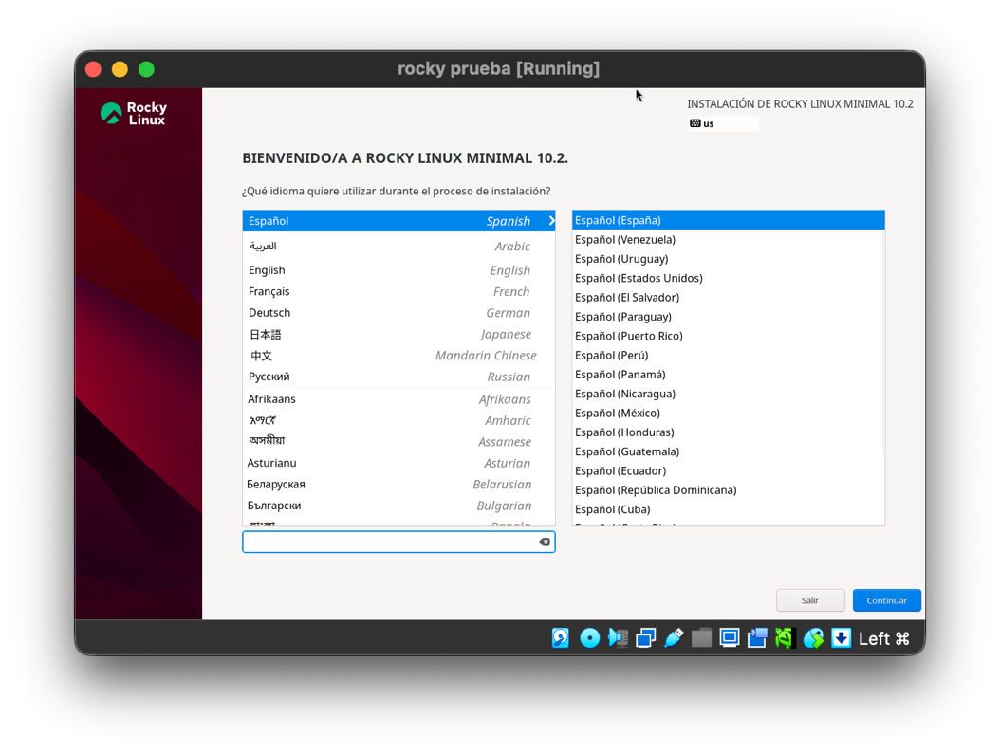 rocky prueba [Running]
Rocky
Linux
INSTALACIÓN DE ROCKY LINUX MINIMAL 10.2
us
BIENVENIDO/A A ROCKY LINUX MINIMAL 10.2.
¿Qué idioma quiere utilizar durante el proceso de instalación?
Español Spanish
العربية Arabic
English English
Français French
Deutsch German
日本語 Japanese
中文 Mandarin Chinese
Русский Russian
Afrikaans Afrikaans
አማርኛ Amharic
অসমীয়া Assamese
Asturianu Asturian
Беларуская Belarusian
Български Bulgarian
বাংলা Bangla
Español (España)
Español (Venezuela)
Español (Uruguay)
Español (Estados Unidos)
Español (El Salvador)
Español (Paraguay)
Español (Puerto Rico)
Español (Perú)
Español (Panamá)
Español (Nicaragua)
Español (México)
Español (Honduras)
Español (Guatemala)
Español (Ecuador)
Español (República Dominicana)
Español (Cuba)
Salir
Continuar
Left ⌘